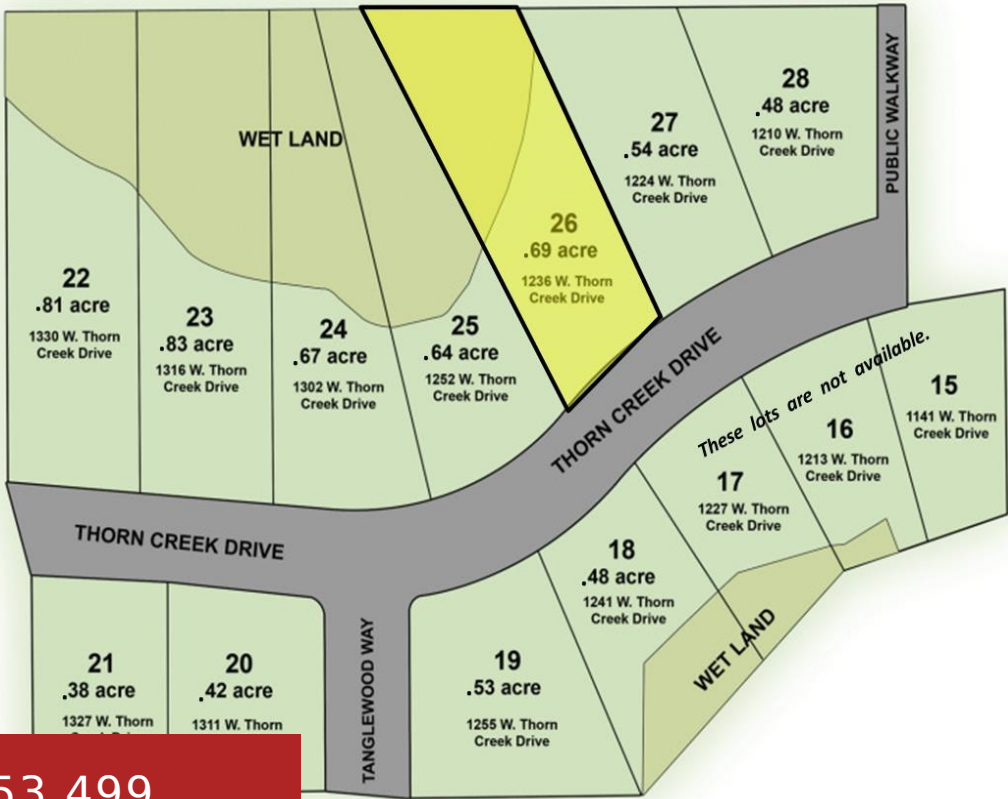 WET LAND
28
.48 acre
1210 W. Thorn
Creek Drive
PUBLIC WALKWAY
27
.54 acre
1224 W. Thorn
Creek Drive
26
.69 acre
1236 W. Thorn
Creek Drive
22
.81 acre
1330 W. Thorn
Creek Drive
23
.83 acre
1316 W. Thorn
Creek Drive
24
.67 acre
1302 W. Thorn
Creek Drive
25
.64 acre
1252 W. Thorn
Creek Drive
THORN CREEK DRIVE
These lots are not available.
15
1141 W. Thorn
Creek Drive
16
1213 W. Thorn
Creek Drive
17
1227 W. Thorn
Creek Drive
THORN CREEK DRIVE
18
.48 acre
1241 W. Thorn
Creek Drive
WET LAND
21
.38 acre
1327 W. Thorn
20
.42 acre
1311 W. Thorn
TANGLEWOOD WAY
19
.53 acre
1255 W. Thorn
Creek Drive
53,499